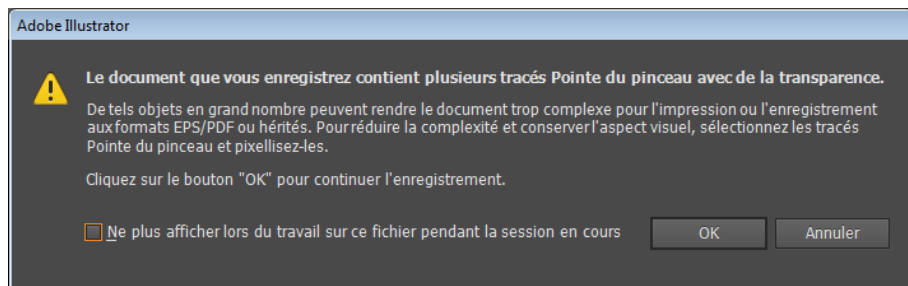 Adobe Illustrator
Le document que vous enregistrez contient plusieurs tracés Pointe du pinceau avec de la transparence.
De tels objets en grand nombre peuvent rendre le document trop complexe pour l'impression ou l'enregistrement
aux formats EPS/PDF ou hérités. Pour réduire la complexité et conserver l'aspect visuel, sélectionnez les tracés
Pointe du pinceau et pixellisez-les.
Cliquez sur le bouton "OK" pour continuer l'enregistrement.
Ne plus afficher lors du travail sur ce fichier pendant la session en cours
OK
Annuler